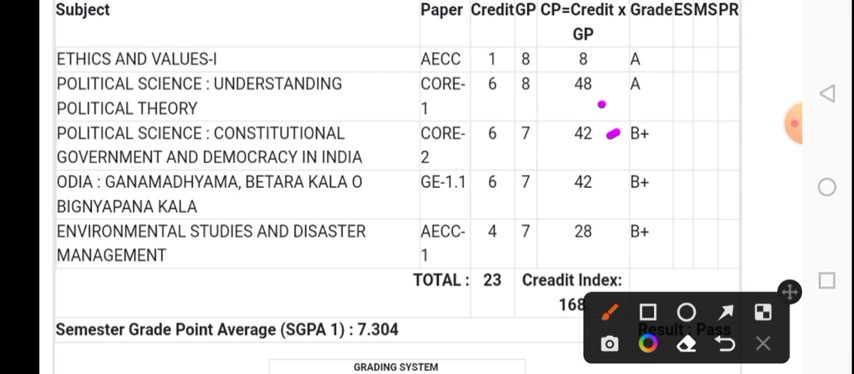 Subject Paper Credit GP CP=Credit x GP Grade ES MS PR
ETHICS AND VALUES-I AECC 1 8 8 A
POLITICAL SCIENCE : UNDERSTANDING CORE- 6 8 48 A
POLITICAL THEORY 1
POLITICAL SCIENCE : CONSTITUTIONAL CORE- 6 7 42 B+
GOVERNMENT AND DEMOCRACY IN INDIA 2
ODIA : GANAMADHYAMA, BETARA KALA O GE-1.1 6 7 42 B+
BIGNYAPANA KALA
ENVIRONMENTAL STUDIES AND DISASTER AECC- 4 7 28 B+
MANAGEMENT 1
TOTAL : 23 Creadit Index:
168
Semester Grade Point Average (SGPA 1) : 7.304 Result : Pass
GRADING SYSTEM